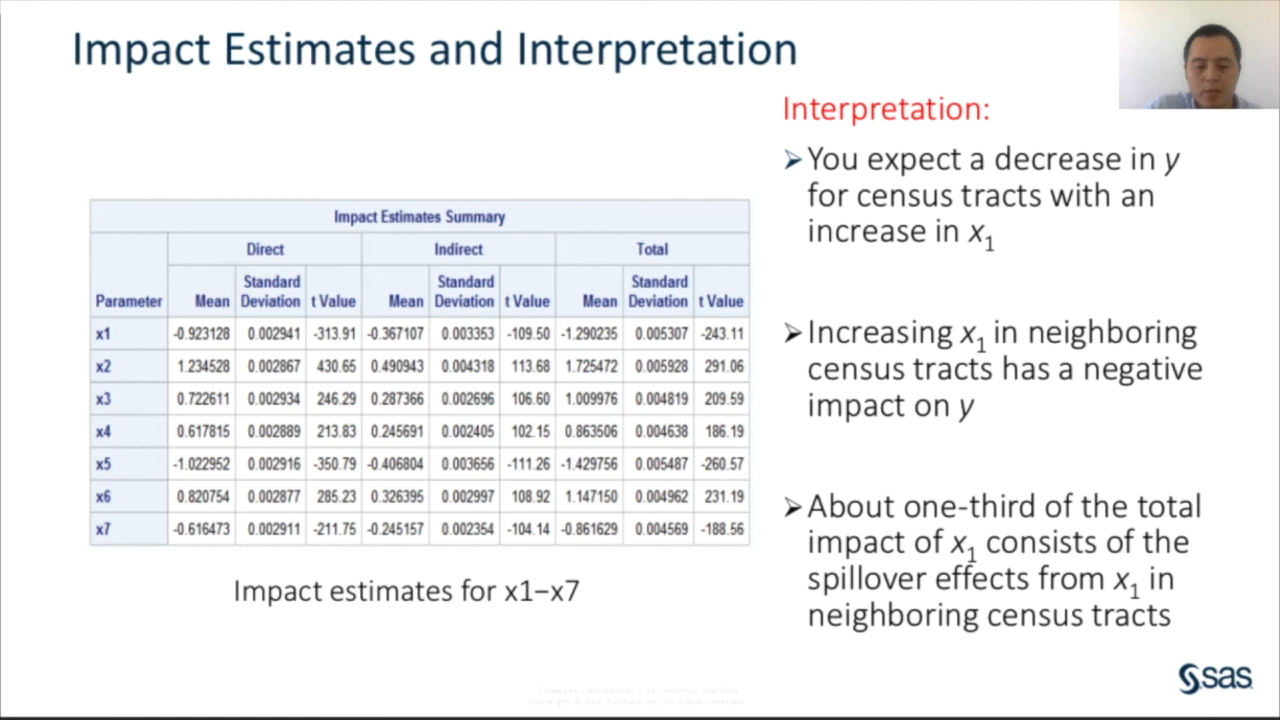 Impact Estimates and Interpretation
Interpretation:
➢You expect a decrease in y
for census tracts with an
increase in x1
➢Increasing x1 in neighboring
census tracts has a negative
impact on y
➢About one-third of the total
impact of x1 consists of the
spillover effects from x1 in
neighboring census tracts
Impact Estimates Summary
Direct Indirect Total
Parameter Mean Standard Deviation t Value Mean Standard Deviation t Value Mean Standard Deviation t Value
x1 -0.923128 0.002941 -313.91 -0.367107 0.003353 -109.50 -1.290235 0.005307 -243.11
x2 1.234528 0.002867 430.65 0.490943 0.004318 113.68 1.725472 0.005928 291.06
x3 0.722611 0.002934 246.29 0.287366 0.002696 106.60 1.009976 0.004819 209.59
x4 0.617815 0.002889 213.83 0.245691 0.002405 102.15 0.863506 0.004638 186.19
x5 -1.022952 0.002916 -350.79 -0.406804 0.003656 -111.26 -1.429756 0.005487 -260.57
x6 0.820754 0.002877 285.23 0.326395 0.002997 108.92 1.147150 0.004962 231.19
x7 -0.616473 0.002911 -211.75 -0.245157 0.002354 -104.14 -0.861629 0.004569 -188.56
Impact estimates for x1–x7
sas